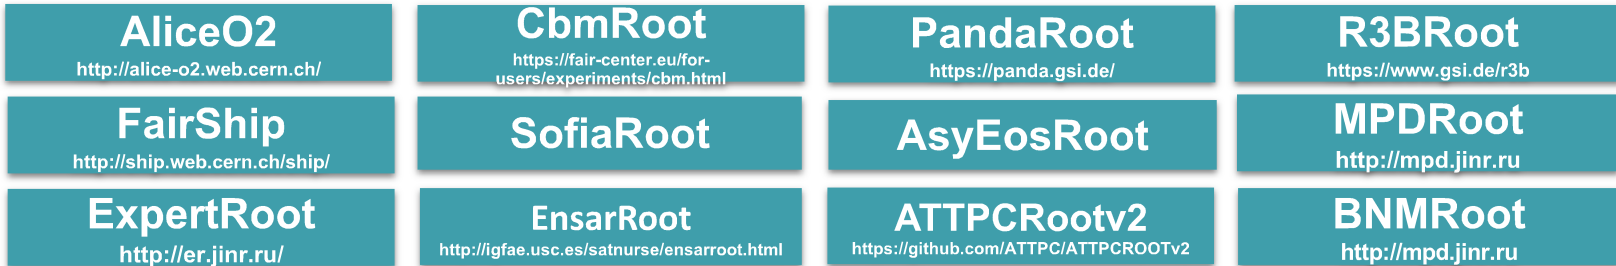 AliceO2
http://alice-o2.web.cern.ch/
CbmRoot
https://fair-center.eu/for-
users/experiments/cbm.html
PandaRoot
https://panda.gsi.de/
R3BRoot
https://www.gsi.de/r3b
FairShip
http://ship.web.cern.ch/ship/
SofiaRoot
AsyEosRoot
MPDRoot
http://mpd.jinr.ru
ExpertRoot
http://er.jinr.ru/
EnsarRoot
http://igfae.usc.es/satnurse/ensarroot.html
ATTPCRootv2
https://github.com/ATTPC/ATTPCROOTv2
BNMRoot
http://mpd.jinr.ru